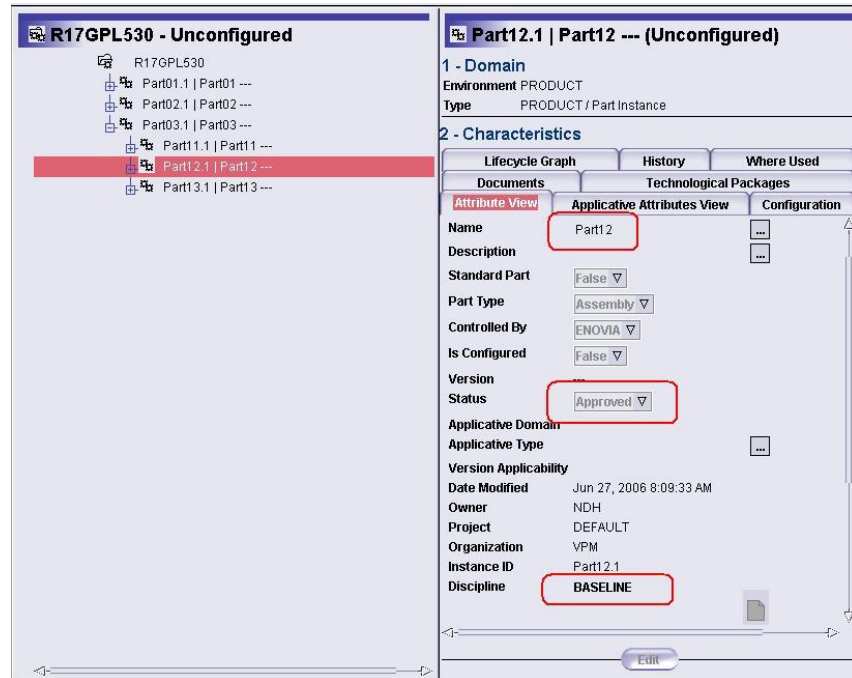 R17GPL530 - Unconfigured
R17GPL530
Part01.1 | Part01 ---
Part02.1 | Part02 ---
Part03.1 | Part03 ---
Part11.1 | Part11 ---
Part12.1 | Part12 ---
Part13.1 | Part13 ---
Part12.1 | Part12 --- (Unconfigured)
1 - Domain
Environment PRODUCT
Type PRODUCT / Part Instance
2 - Characteristics
Lifecycle Graph History Where Used
Documents Technological Packages
Attribute View Applicative Attributes View Configuration
Name Part12 ...
Description ...
Standard Part False
Part Type Assembly
Controlled By ENOVIA
Is Configured False
Version ---
Status Approved
Applicative Domain
Applicative Type ...
Version Applicability
Date Modified Jun 27, 2006 8:09:33 AM
Owner NDH
Project DEFAULT
Organization VPM
Instance ID Part12.1
Discipline BASELINE
Edit